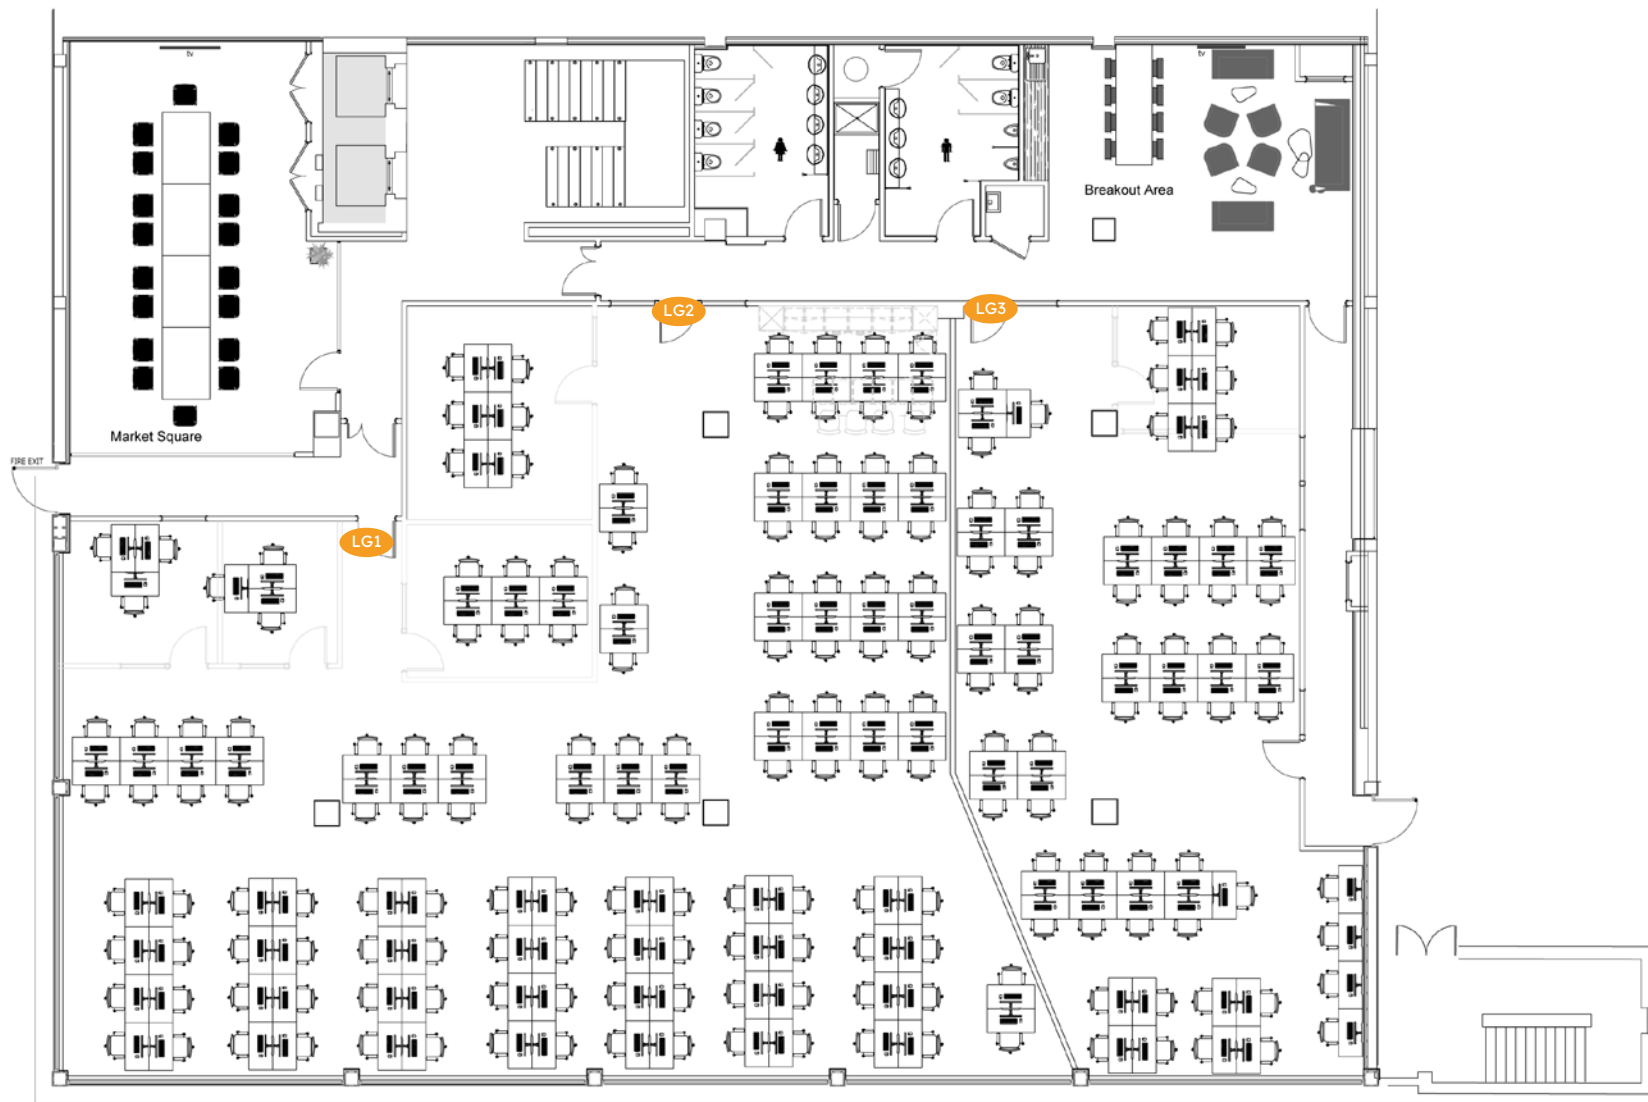 tv
tv
Breakout Area
LG2
LG3
Market Square
FIRE EXIT
LG1